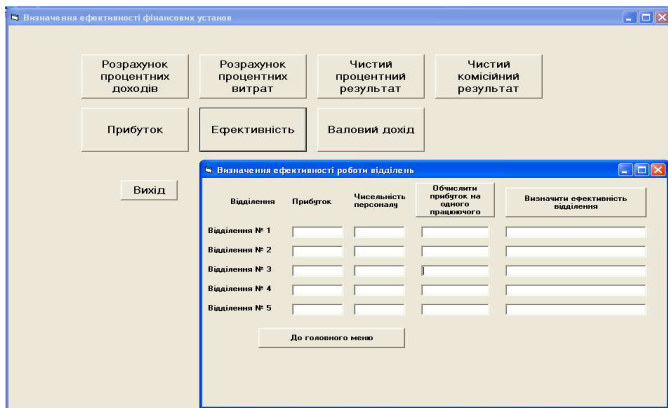 Визначення ефективності фінансових установ
Розрахунок процентних доходів
Розрахунок процентних витрат
Чистий процентний результат
Чистий комісійний результат
Прибуток
Ефективність
Валовий дохід
Вихід
Визначення ефективності роботи відділень
Відділення
Прибуток
Чисельність персоналу
Обчислити прибуток на одного працюючого
Визначити ефективність відділення
Відділення № 1
Відділення № 2
Відділення № 3
Відділення № 4
Відділення № 5
До головного меню